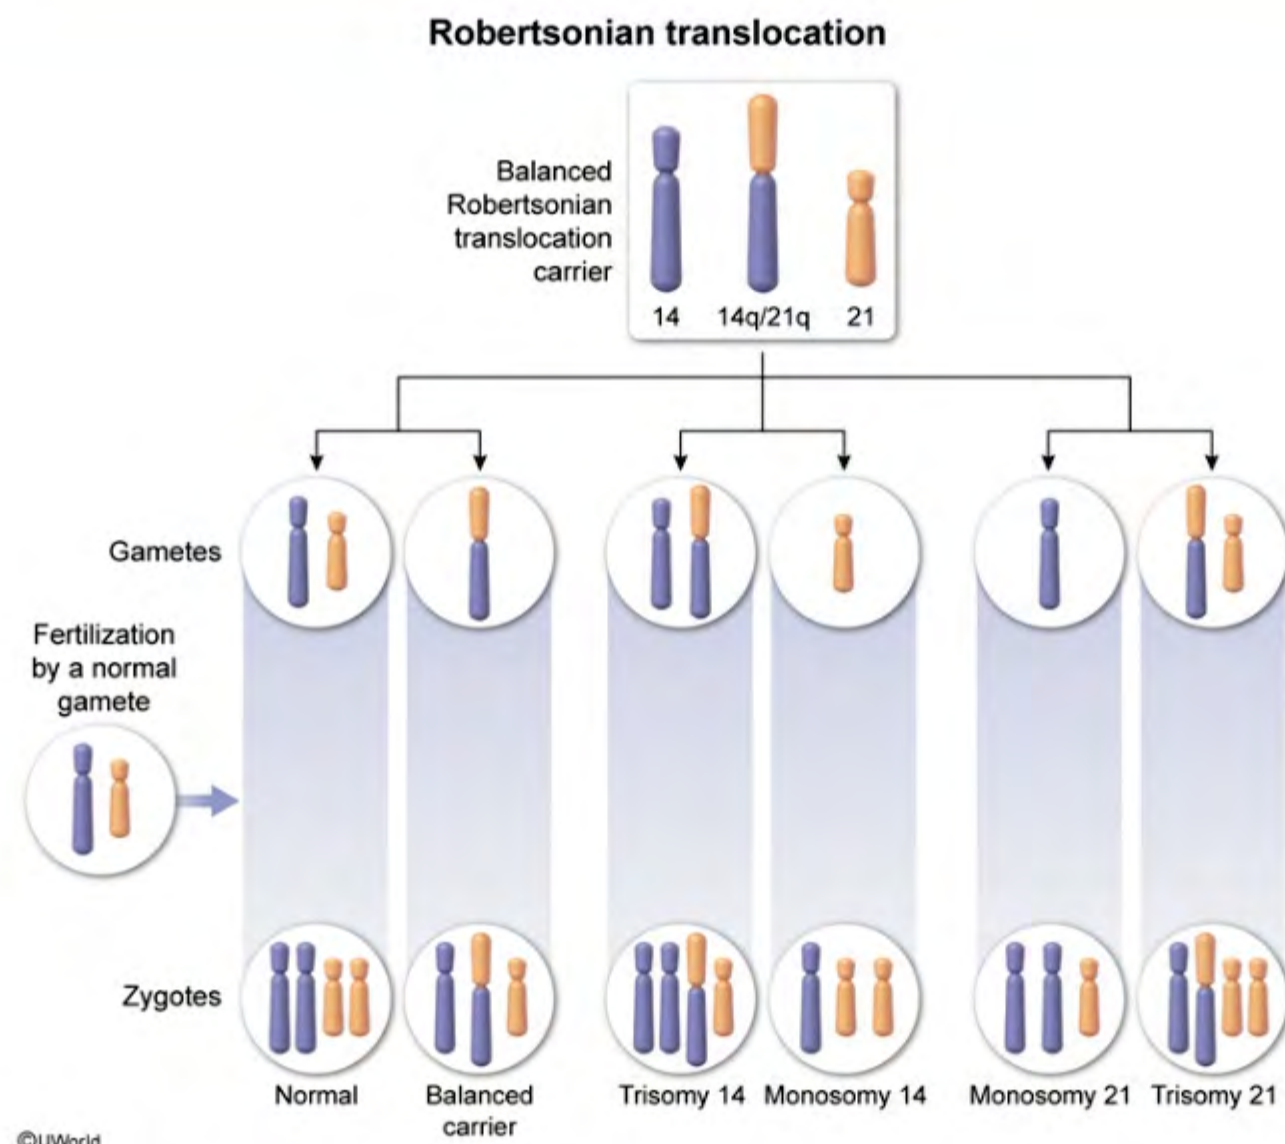 Robertsonian translocation
Balanced
Robertsonian
translocation
carrier
14
14q/21q
21
Gametes
Fertilization
by a normal
gamete
Zygotes
Normal
Balanced
carrier
Trisomy 14
Monosomy 14
Monosomy 21
Trisomy 21
©UWorld